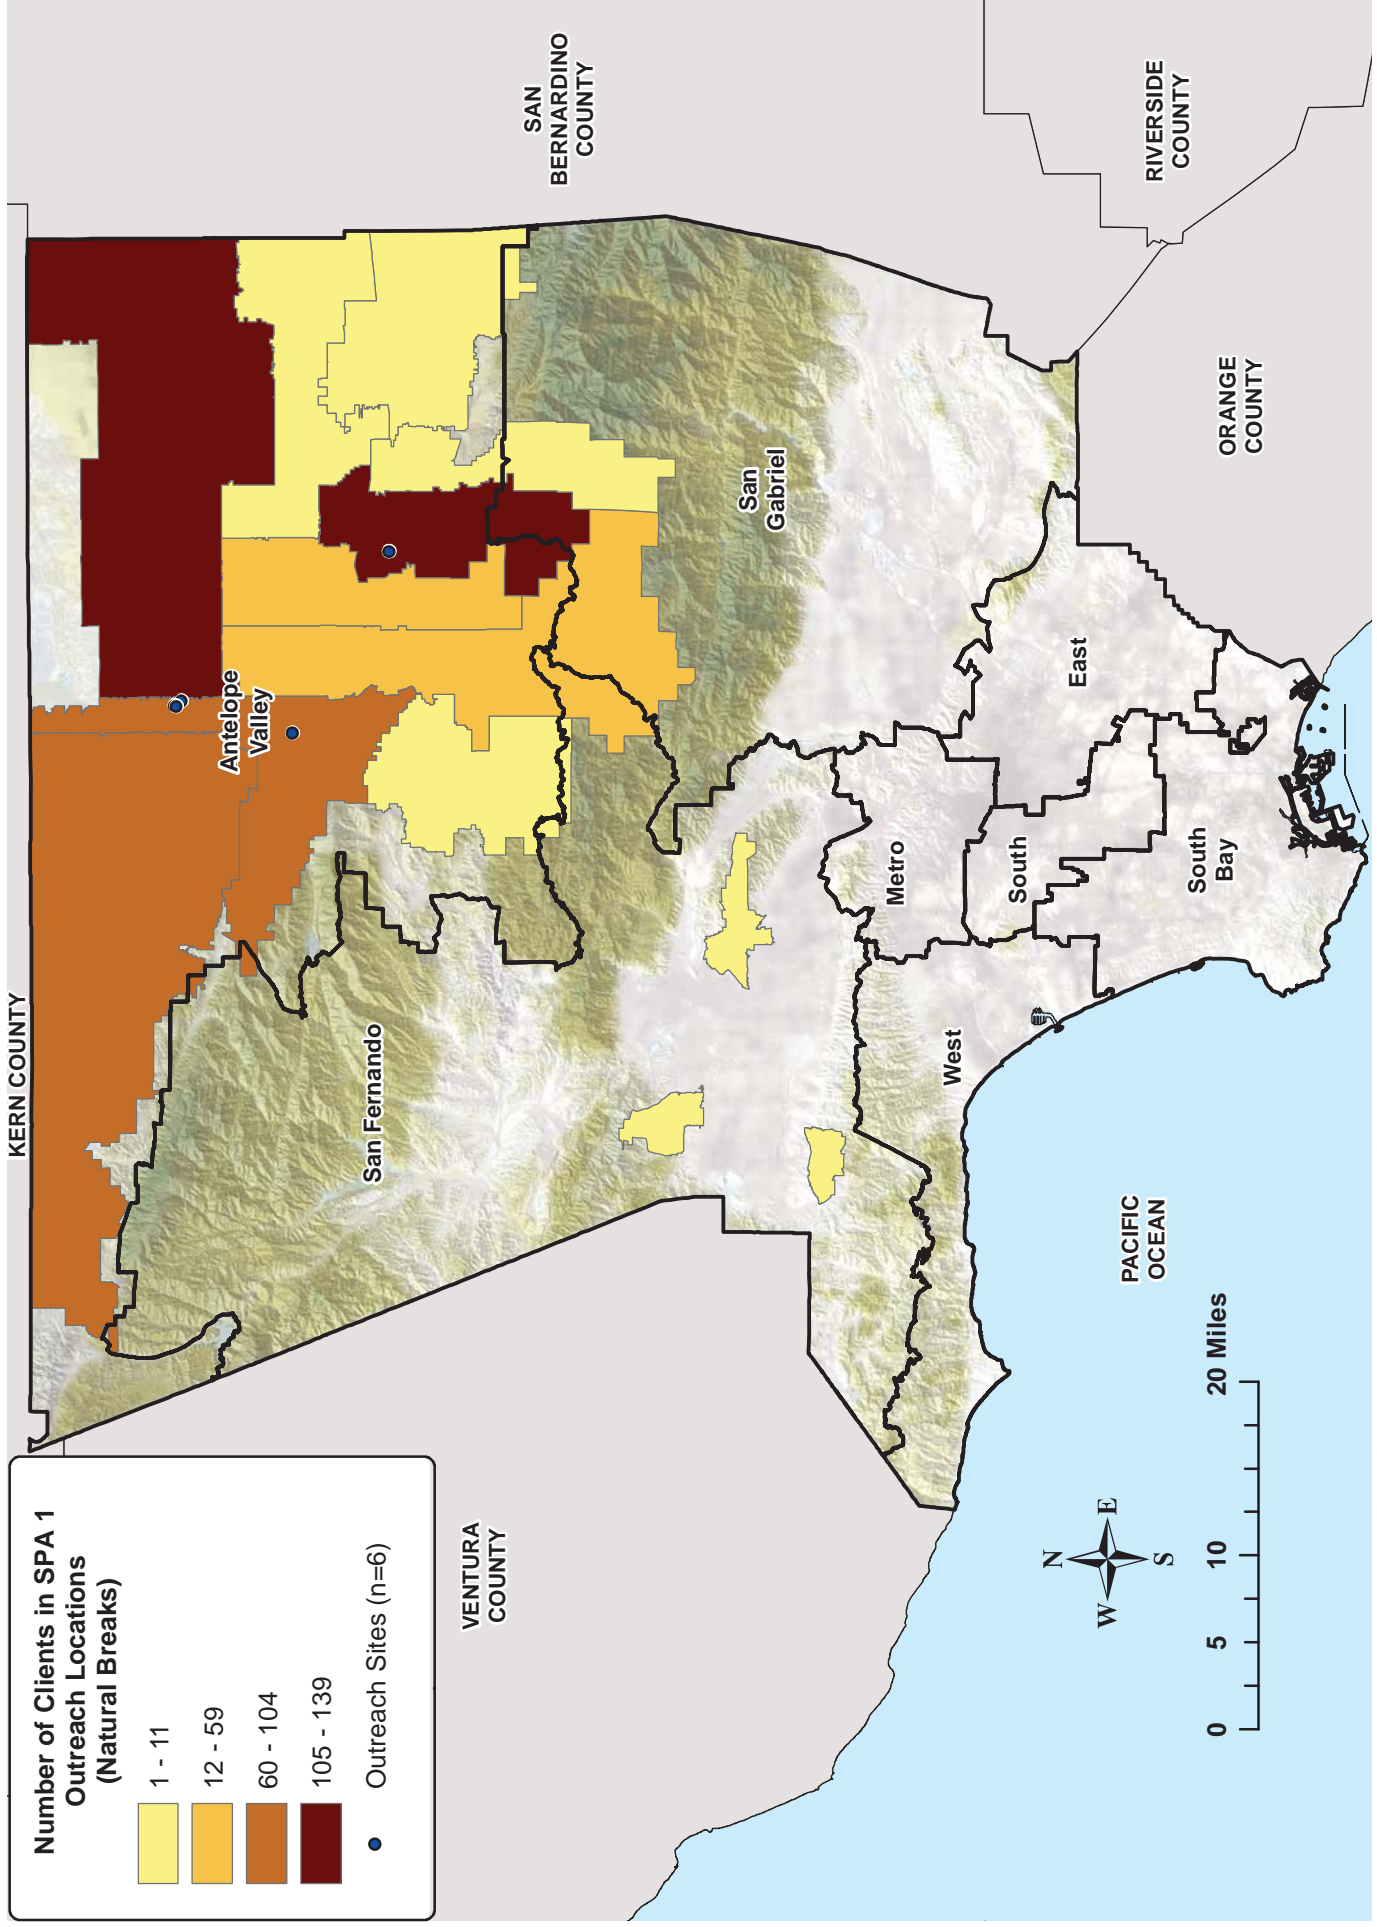 Number of Clients in SPA 1
Outreach Locations
(Natural Breaks)
1 - 11
12 - 59
60 - 104
105 - 139
Outreach Sites (n=6)
KERN COUNTY
SAN
BERNARDINO
COUNTY
RIVERSIDE
COUNTY
ORANGE
COUNTY
VENTURA
COUNTY
PACIFIC
OCEAN
Antelope
Valley
San Fernando
San
Gabriel
Metro
West
South
East
South
Bay
N
W
E
S
0
5
10
20 Miles